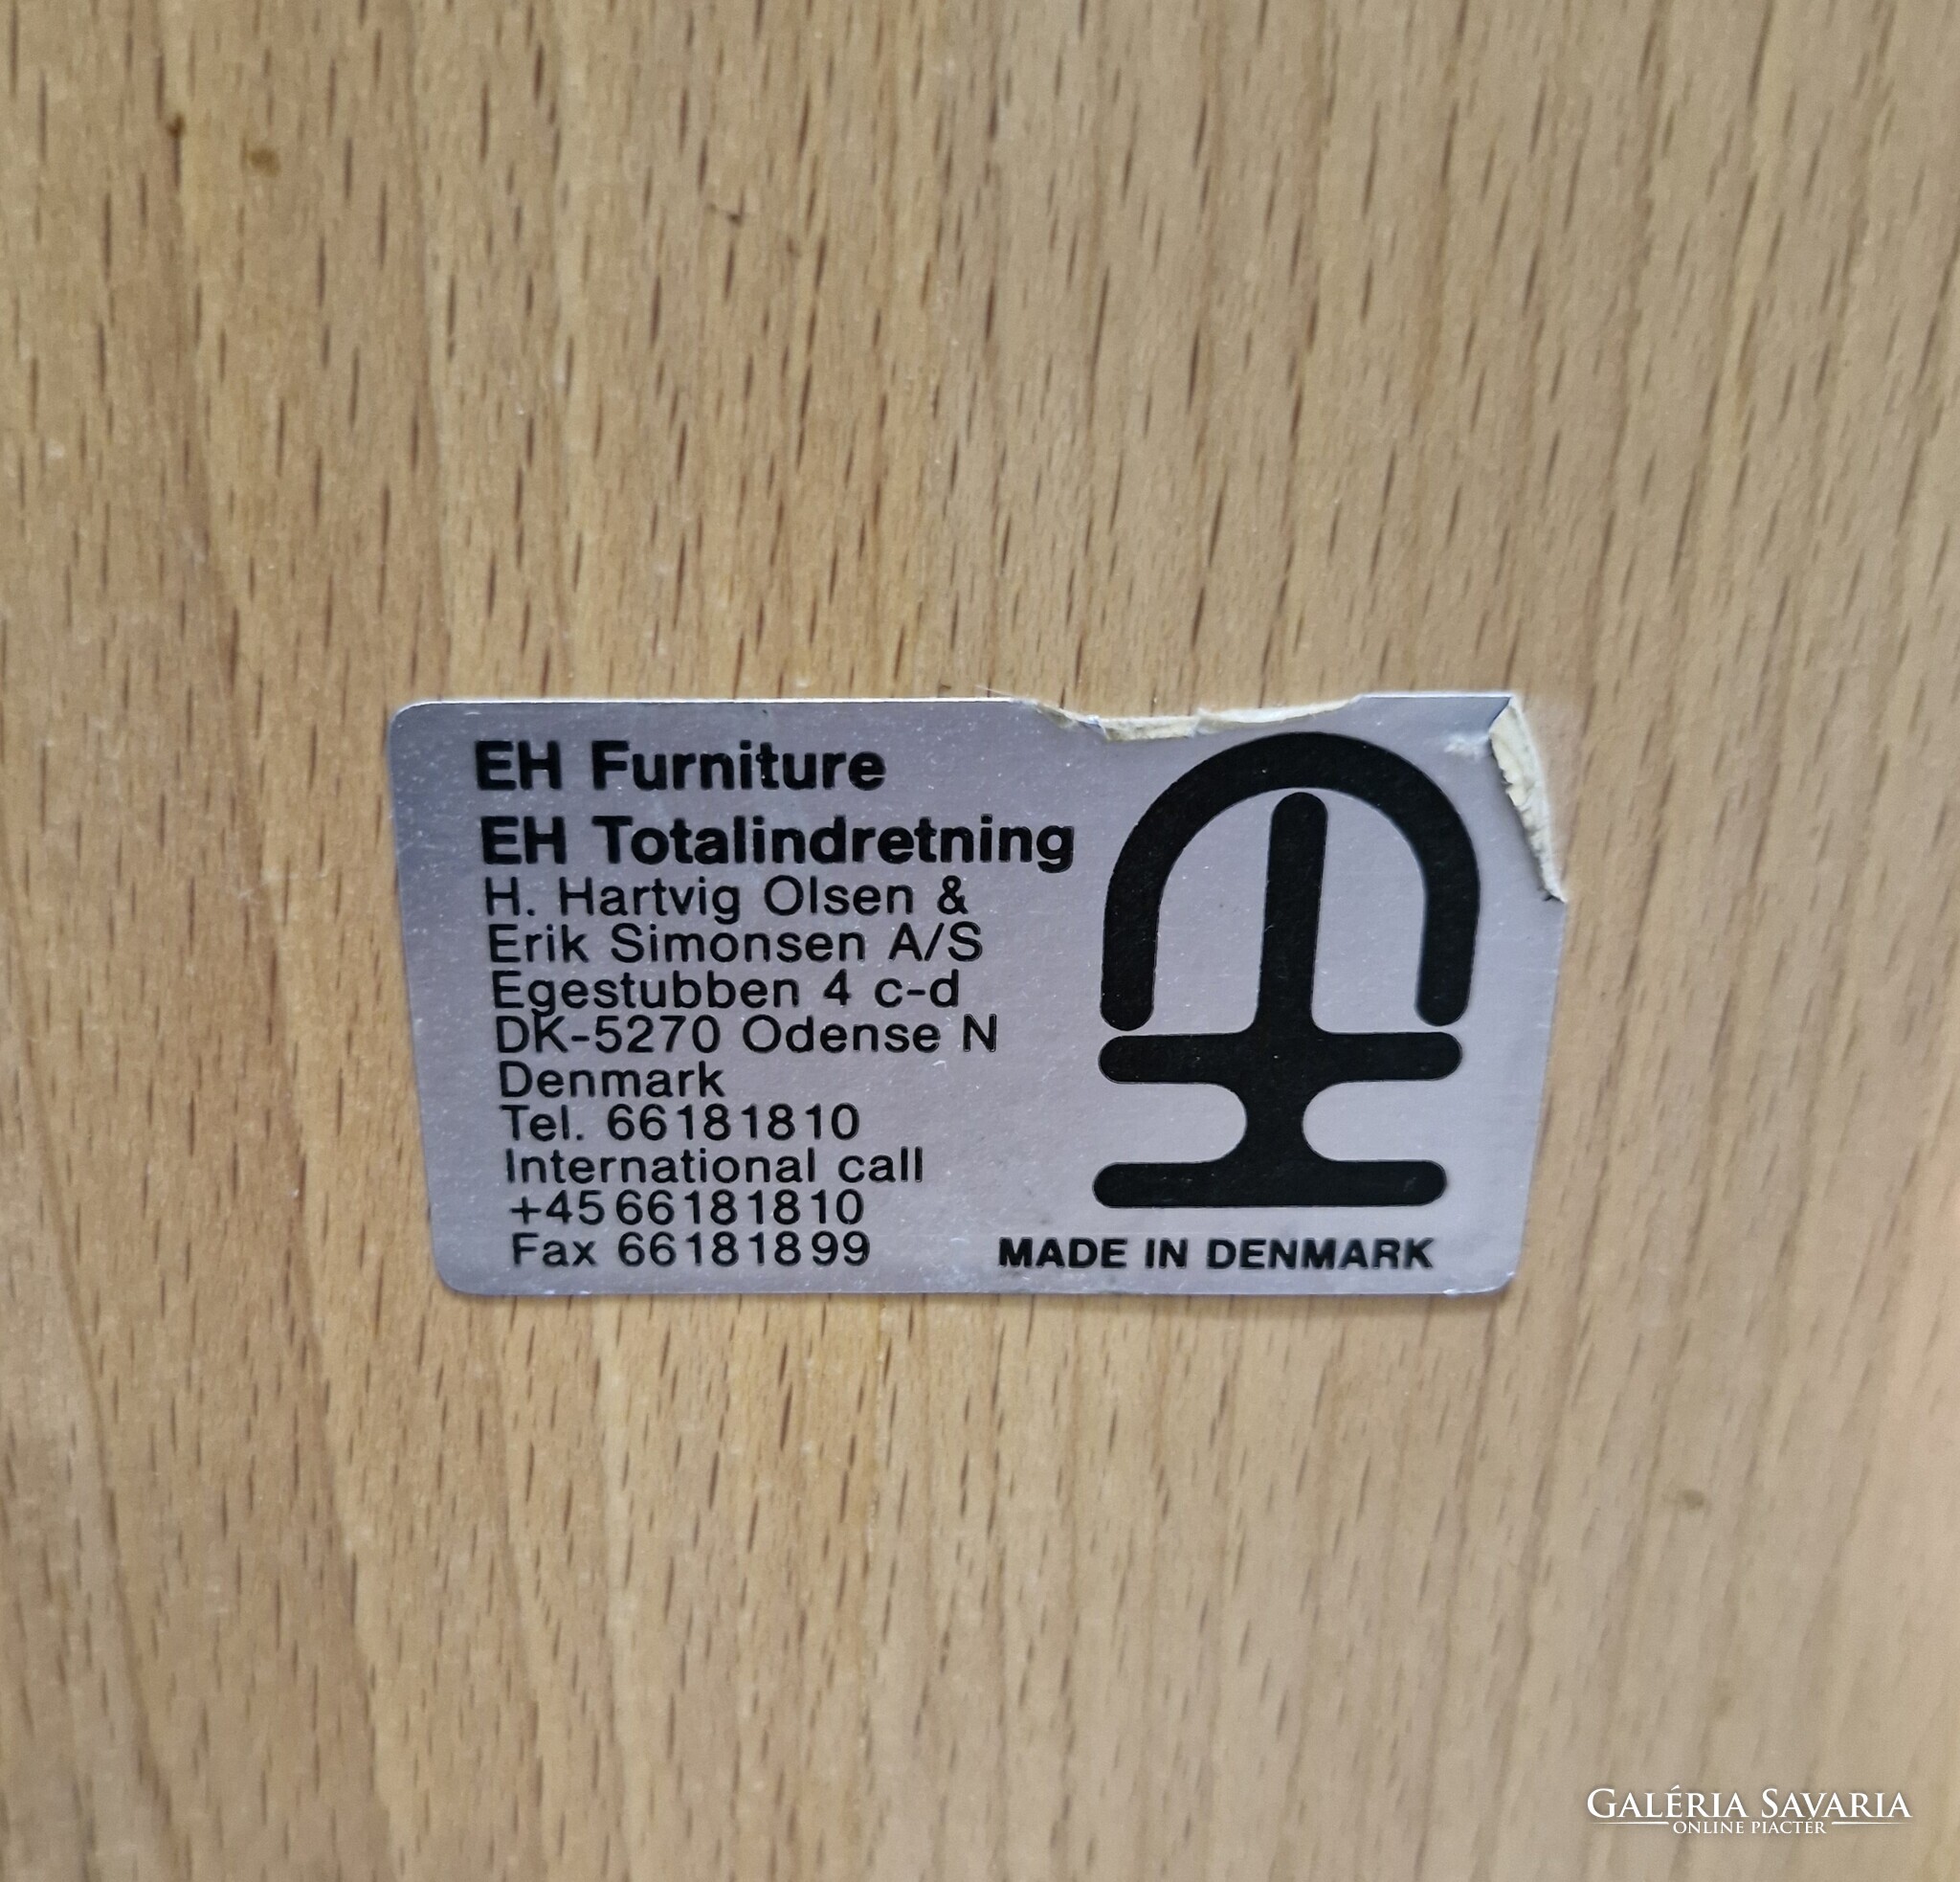 EH Furniture
EH Totalindretning
H. Hartvig Olsen &
Erik Simonsen A/S
Egestubben 4 c-d
DK-5270 Odense N
Denmark
Tel. 66181810
International call
+4566181810
Fax 66181899
MADE IN DENMARK
GALÉRIA SAVARIA
ONLINE PIACTÉR